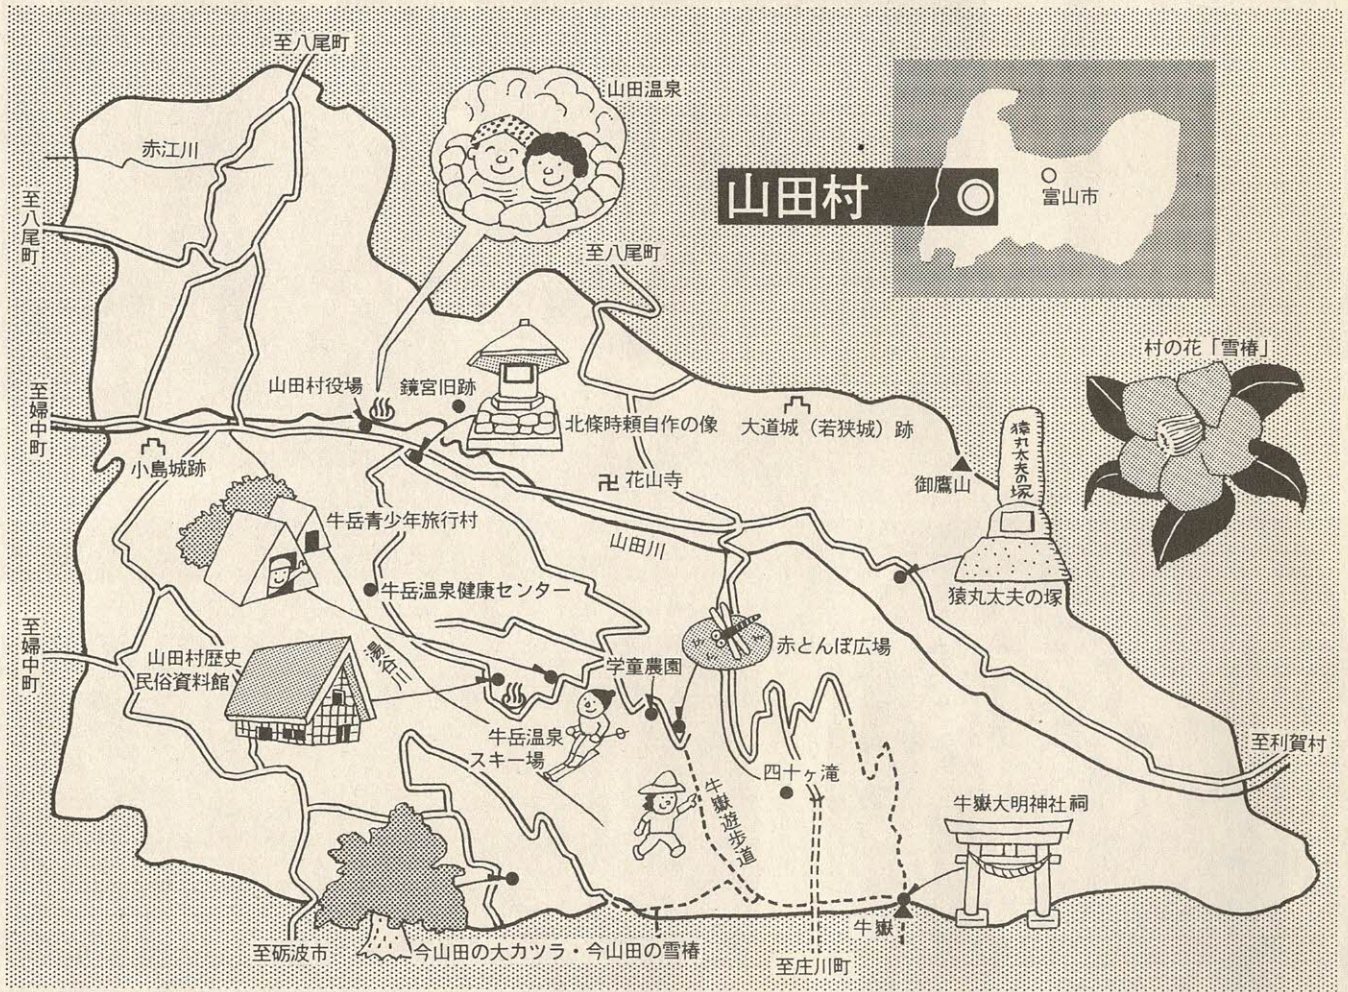 至八尾町
山田温泉
赤江川
山田村
富山市
至八尾町
至八尾町
村の花「雪椿」
山田村役場
鏡宮旧跡
至婦中町
北條時頼自作の像
大道城（若狭城）跡
猿丸太夫の塚
小島城跡
花山寺
御鷹山
牛岳青少年旅行村
山田川
牛岳温泉健康センター
猿丸太夫の塚
至婦中町
山田村歴史
民俗資料館
湯谷川
学童農園
赤とんぼ広場
牛岳温泉
スキー場
至利賀村
四十ヶ滝
牛嶽遊歩道
牛嶽大明神社祠
牛嶽
至砺波市
今山田の大カツラ・今山田の雪椿
至庄川町